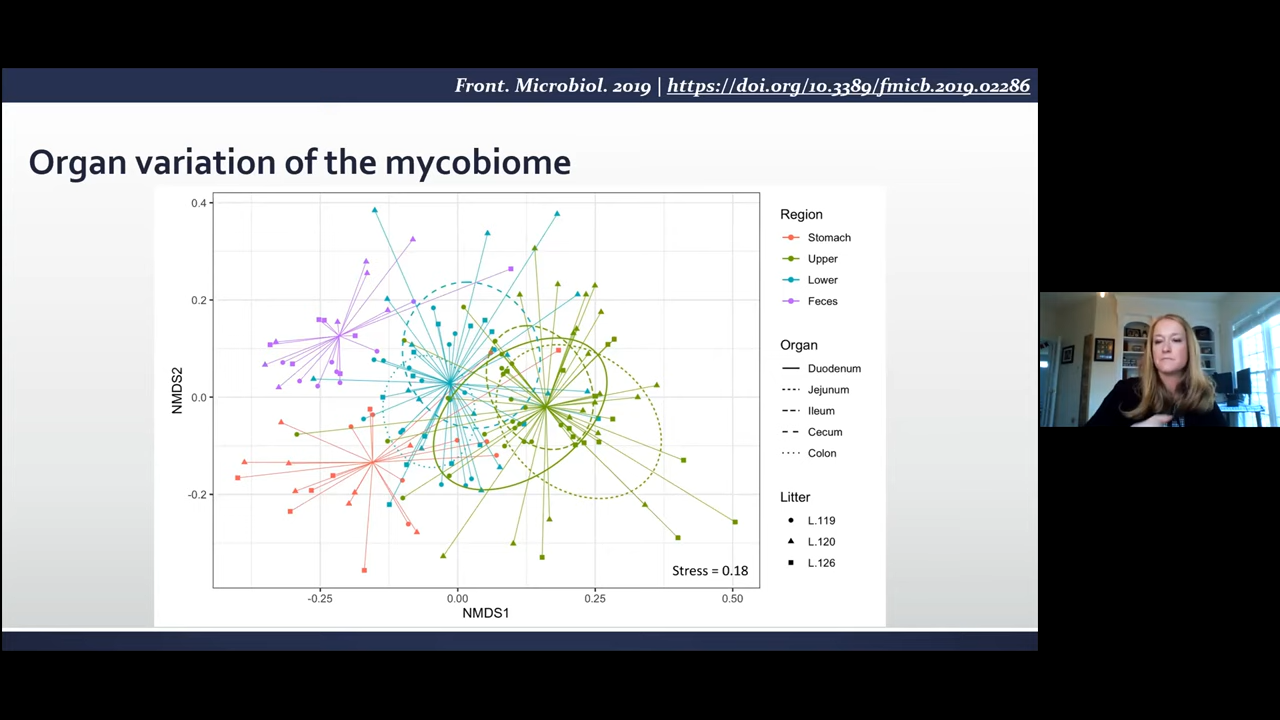 Front. Microbiol. 2019 | https://doi.org/10.3389/fmicb.2019.02286
Organ variation of the mycobiome
0.4
0.2
0.0
-0.2
NMDS2
-0.25
0.00
0.25
0.50
NMDS1
Stress = 0.18
Region
Stomach
Upper
Lower
Feces
Organ
Duodenum
Jejunum
Ileum
Cecum
Colon
Litter
L.119
L.120
L.126